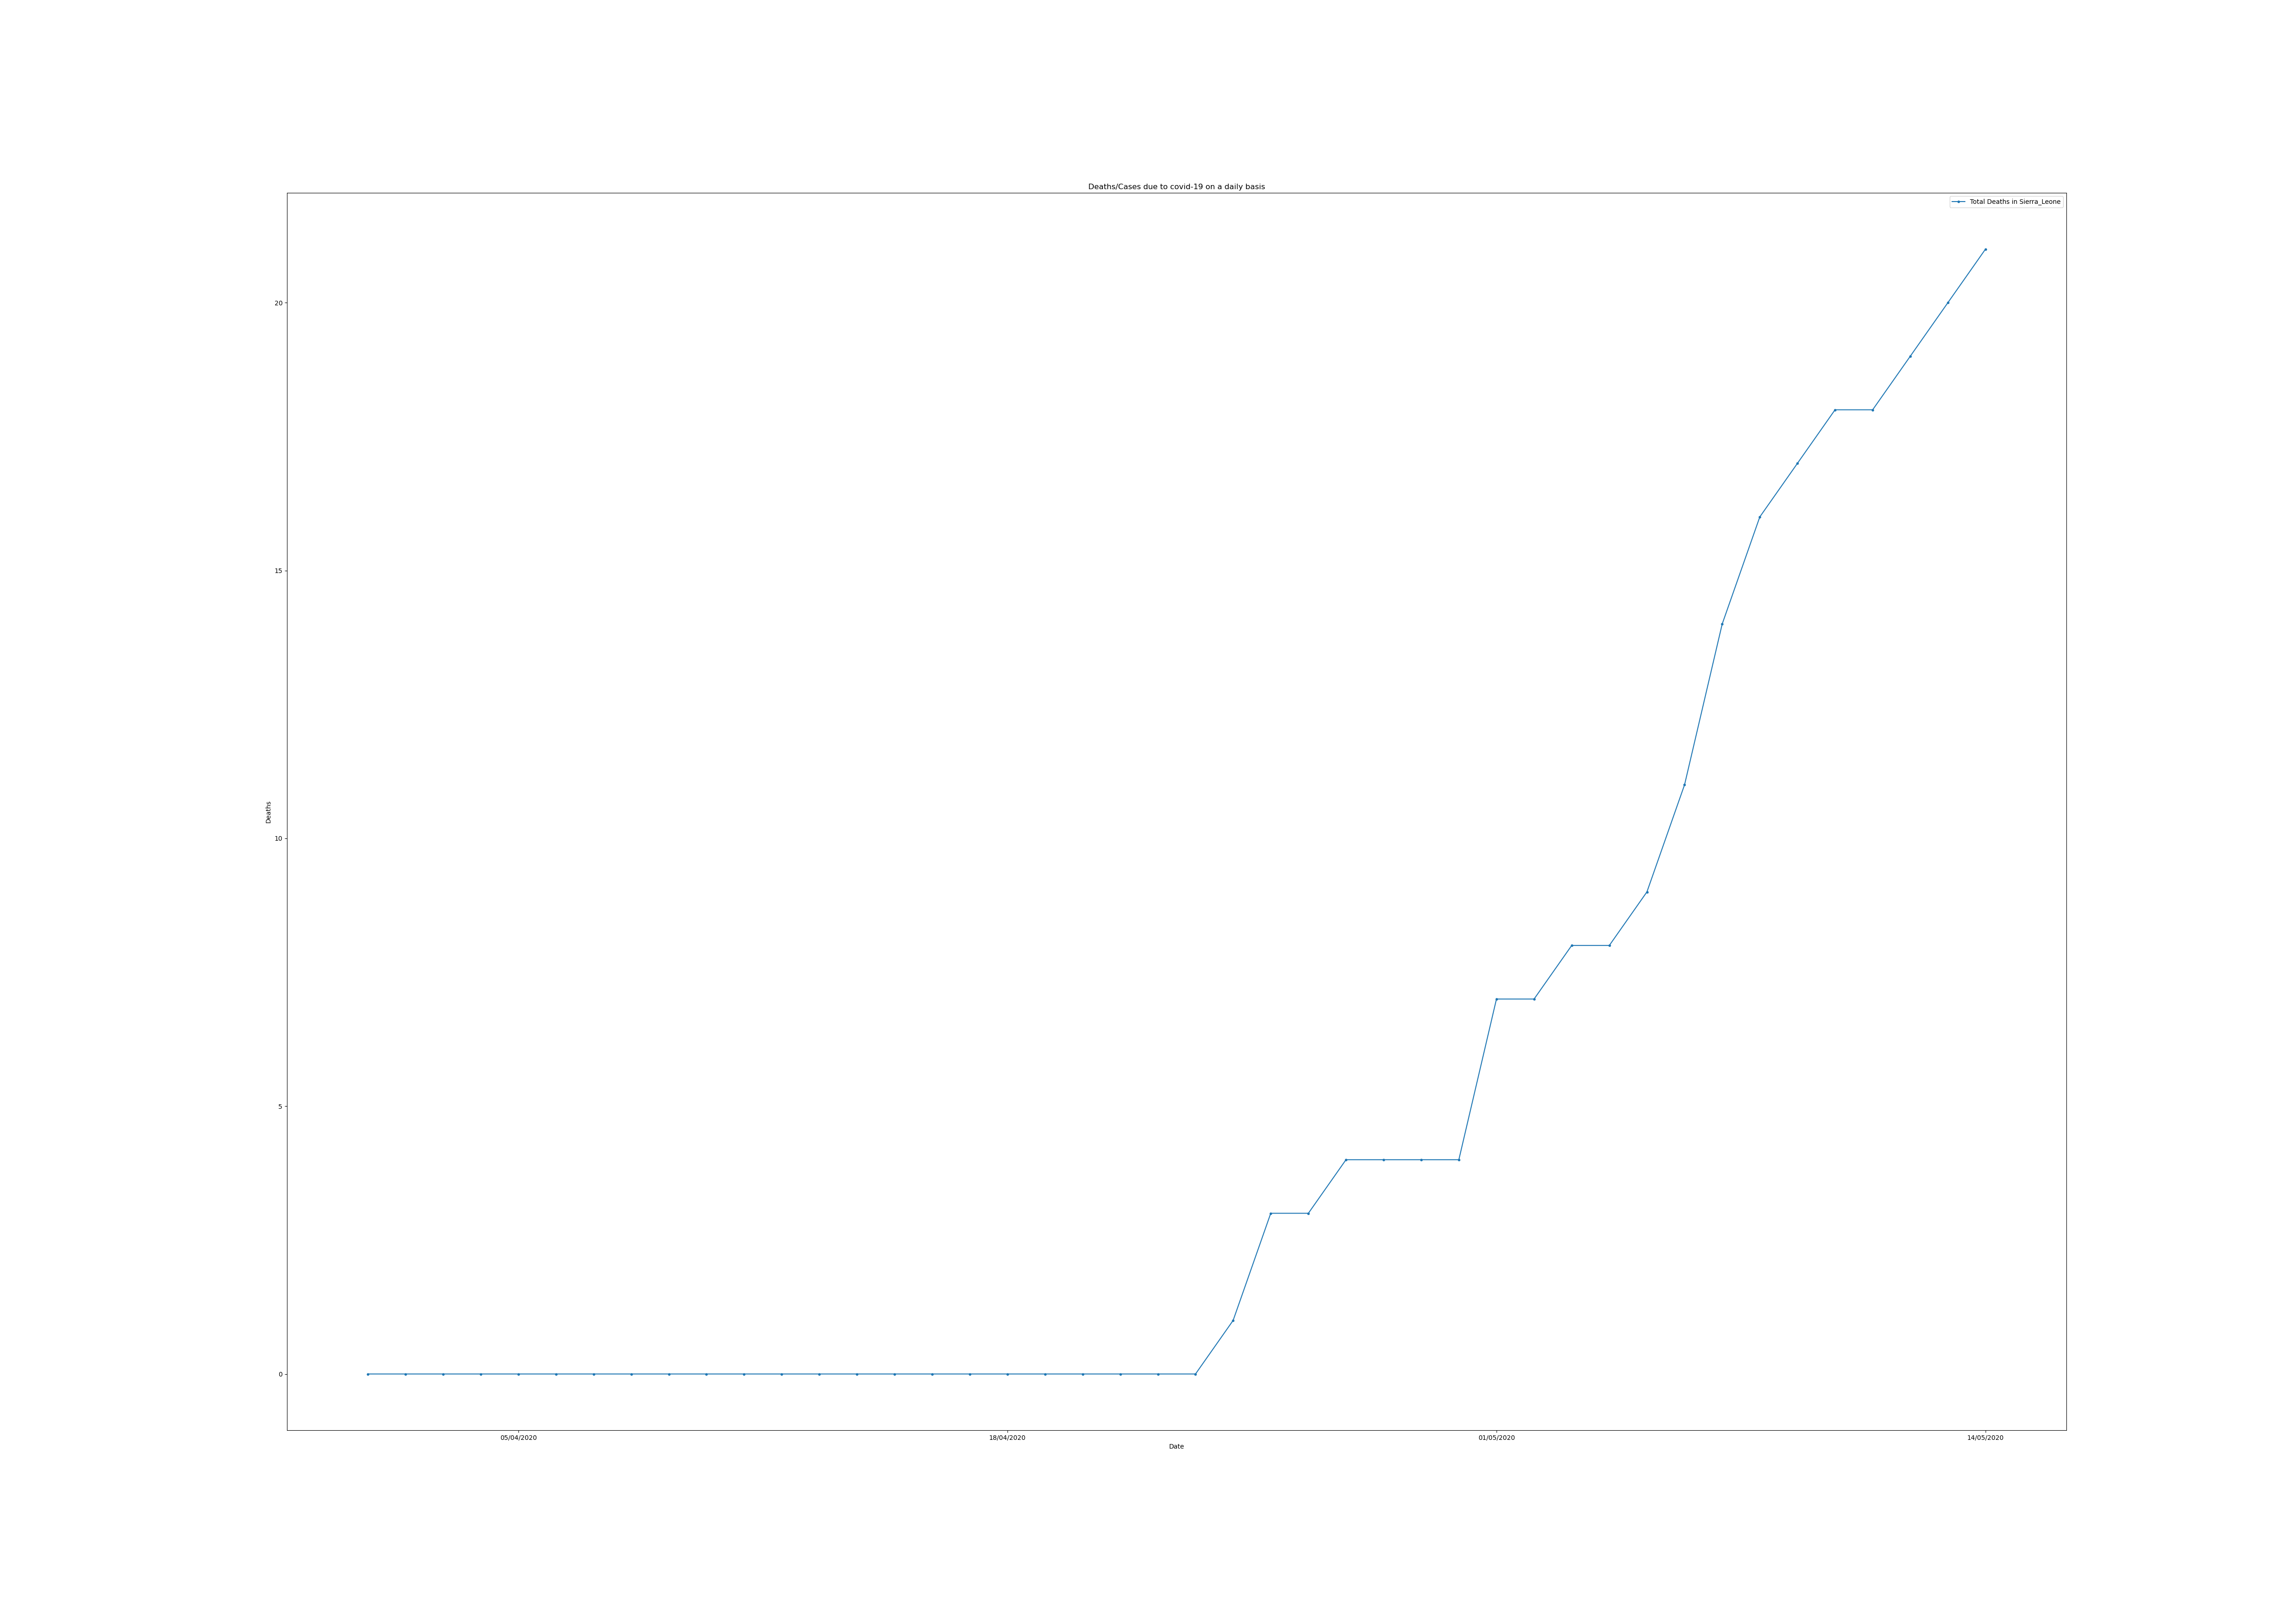 Deaths/Cases due to covid-19 on a daily basis
Total Deaths in Sierra_Leone
20
15
10
5
0
Deaths
05/04/2020 18/04/2020 01/05/2020 14/05/2020
Date